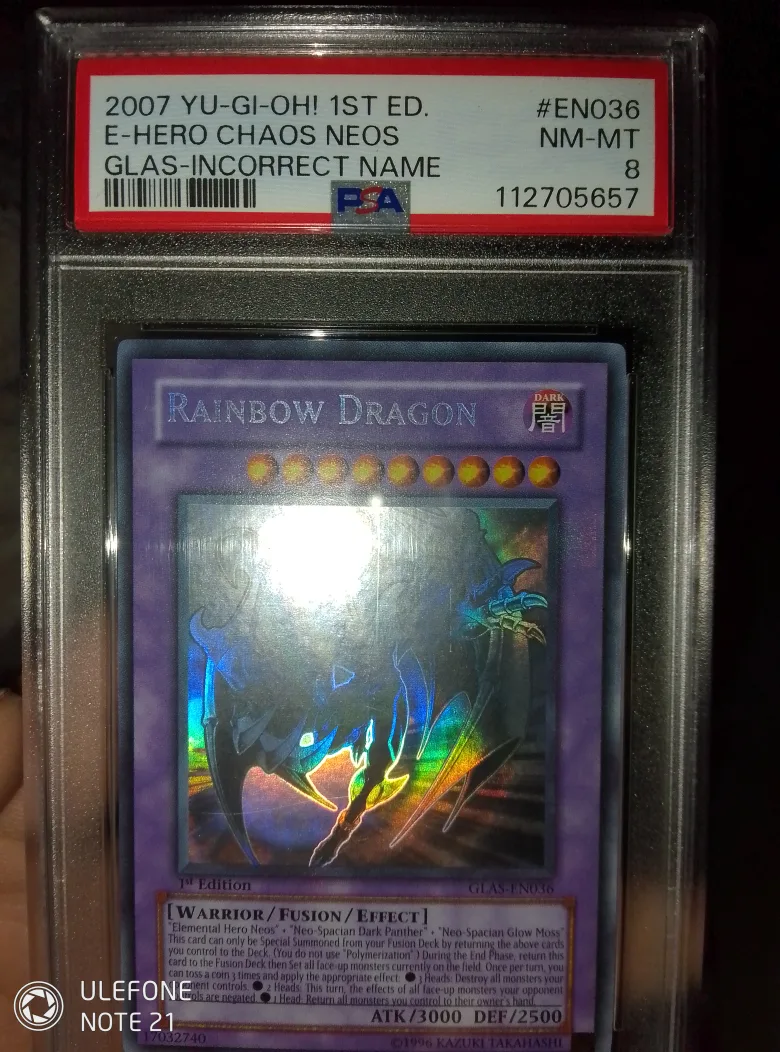 2007 YU-GI-OH! 1ST ED. #EN036
E-HERO CHAOS NEOS NM-MT
GLAS-INCORRECT NAME 8
PSA 112705657
RAINBOW DRAGON DARK 闇
1st Edition GLAS-EN036
[WARRIOR/FUSION/EFFECT]
"Elemental Hero Neos" + "Neo-Spacian Dark Panther" + "Neo-Spacian Glow Moss"
This card can only be Special Summoned from your Fusion Deck by returning the above cards
you control to the Deck. (You do not use "Polymerization".) During the End Phase, return this
card to the Fusion Deck then Set all face-up monsters currently on the field. Once per turn, you
can toss a coin 3 times and apply the appropriate effect: ● 3 Heads: Destroy all monsters your
controls. ● 2 Heads: This turn, the effects of all face-up monsters your opponent
are negated. ● 1 Head: Return all monsters you control to their owner's hand.
ATK/3000 DEF/2500
17032740 ©1996 KAZUKI TAKAHASHI
ULEFONE
NOTE 21